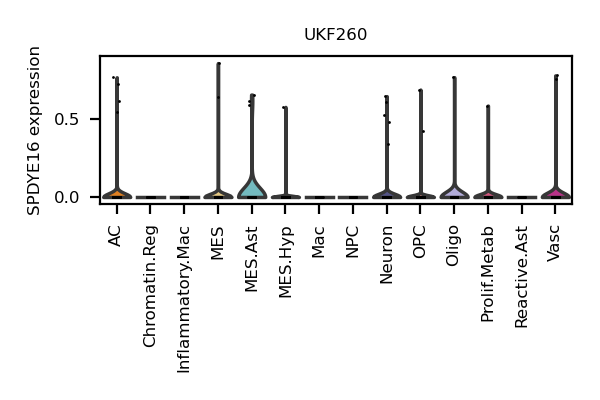 UKF260
SPDYE16 expression
0.5
0.0
AC
Chromatin.Reg
Inflammatory.Mac
MES
MES.Ast
MES.Hyp
Mac
NPC
Neuron
OPC
Oligo
Prolif.Metab
Reactive.Ast
Vasc